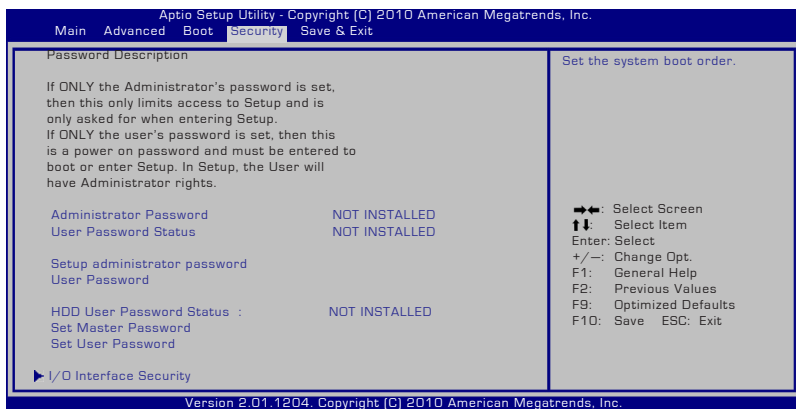 Aptio Setup Utility - Copyright (C) 2010 American Megatrends, Inc.
Main Advanced Boot Security Save & Exit
Password Description
If ONLY the Administrator's password is set,
then this only limits access to Setup and is
only asked for when entering Setup.
If ONLY the user's password is set, then this
is a power on password and must be entered to
boot or enter Setup. In Setup, the User will
have Administrator rights.
Administrator Password NOT INSTALLED
User Password Status NOT INSTALLED
Setup administrator password
User Password
HDD User Password Status : NOT INSTALLED
Set Master Password
Set User Password
I/O Interface Security
Set the system boot order.
→←: Select Screen
↑↓: Select Item
Enter: Select
+/—: Change Opt.
F1: General Help
F2: Previous Values
F9: Optimized Defaults
F10: Save ESC: Exit
Version 2.01.1204. Copyright (C) 2010 American Megatrends, Inc.